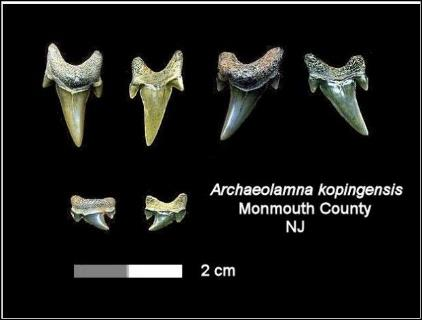 Archaeolamna kopingensis
Monmouth County
NJ
2 cm